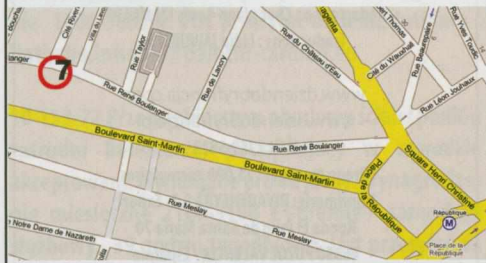 Cité Riverin
Rue Taylor
Rue de Lancry
Rue du Château d'Eau
agenta
Cité du Wauxhall
Rue Beaurepaire
Rue Yves Toudic
Rue Léon Jouhaux
anger
7
Rue René Boulanger
Rue René Boulanger
Boulevard Saint-Martin
Boulevard Saint-Martin
Place de la République
Square Henri Christiné
Rue Meslay
Rue Meslay
Notre Dame de Nazareth
République
M
Place de la
République